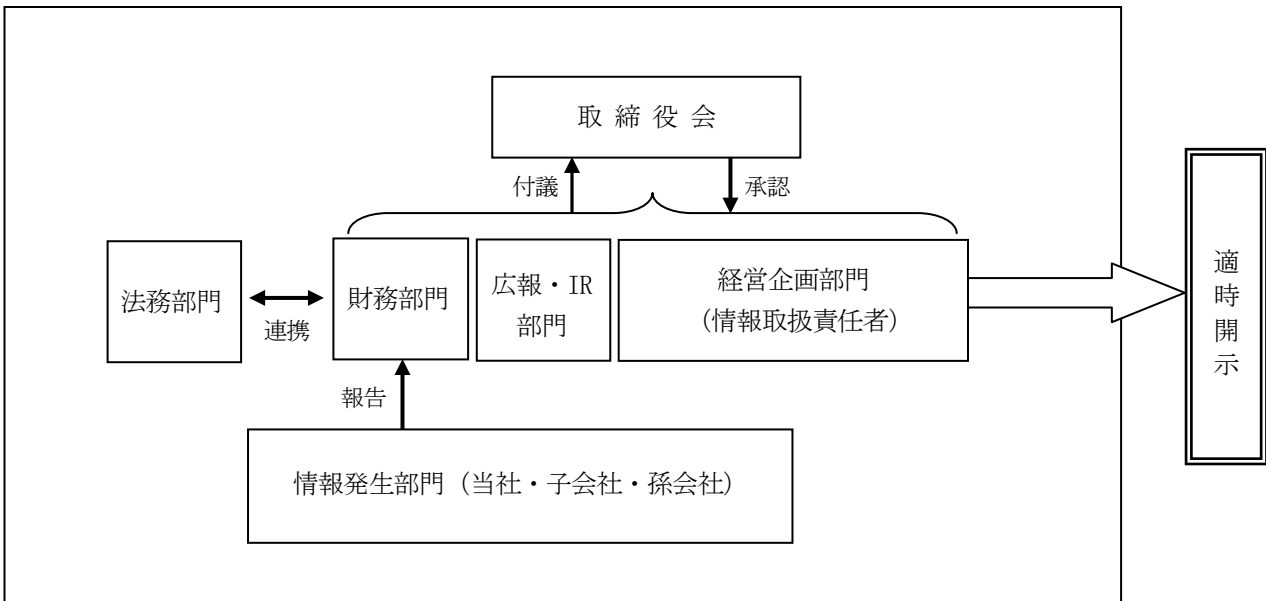 取 締 役 会
付議
承認
法務部門
連携
財務部門
広報・IR
部門
経営企画部門
(情報取扱責任者)
適
時
開
示
報告
情報発生部門 (当社・子会社・孫会社)